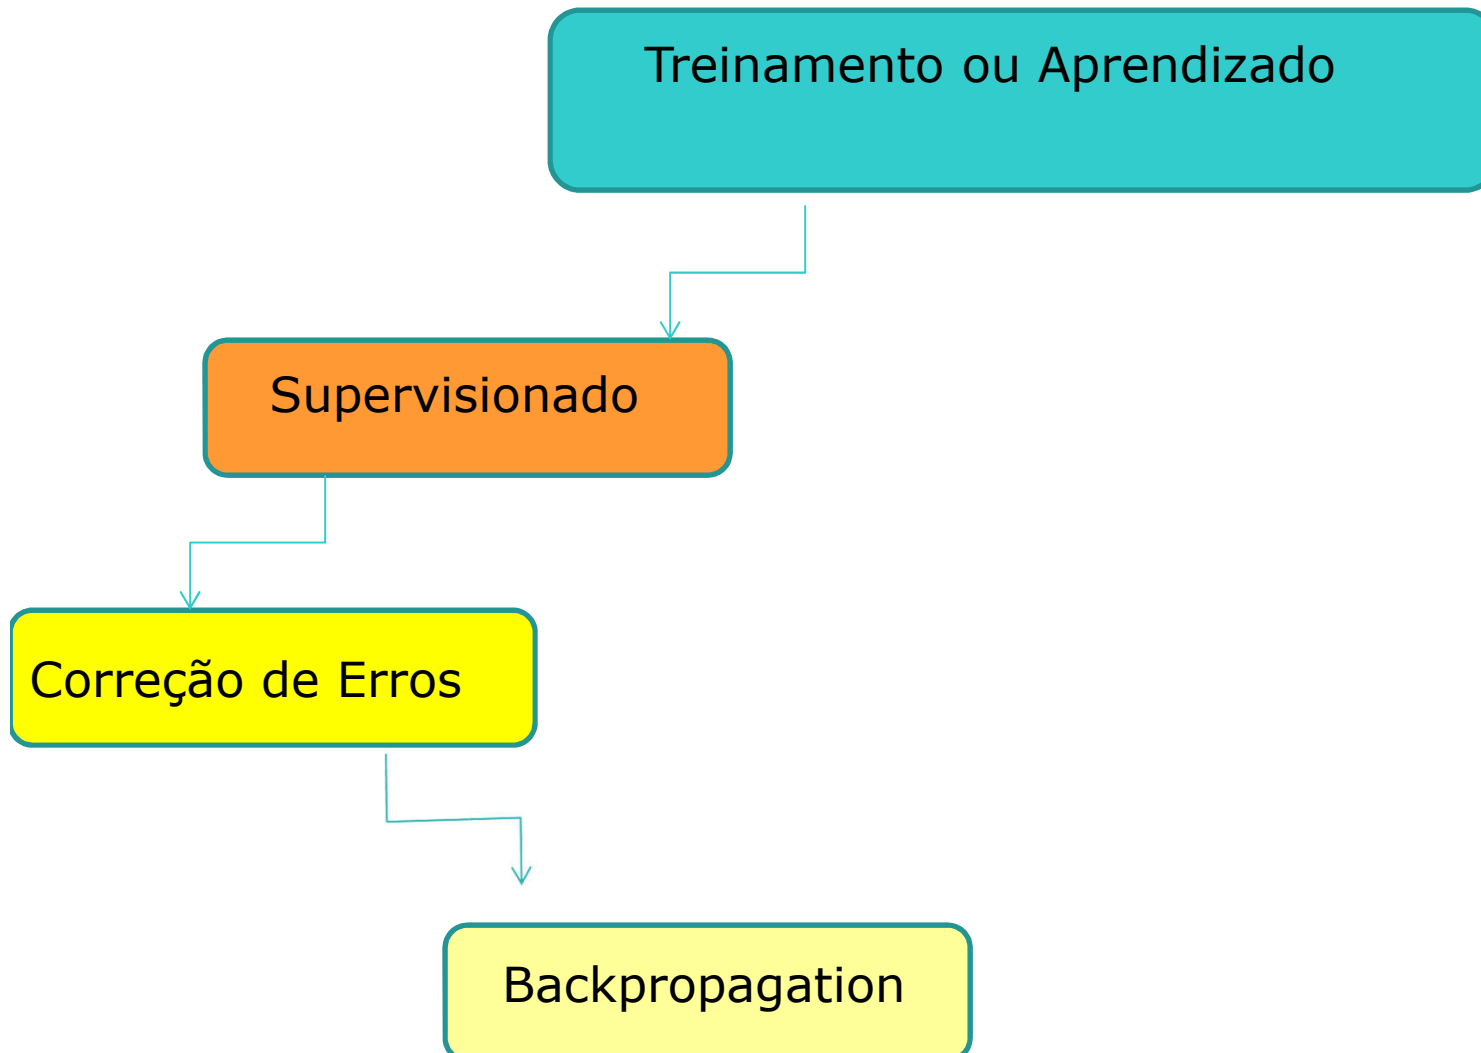 Treinamento ou Aprendizado
Supervisionado
Correção de Erros
Backpropagation